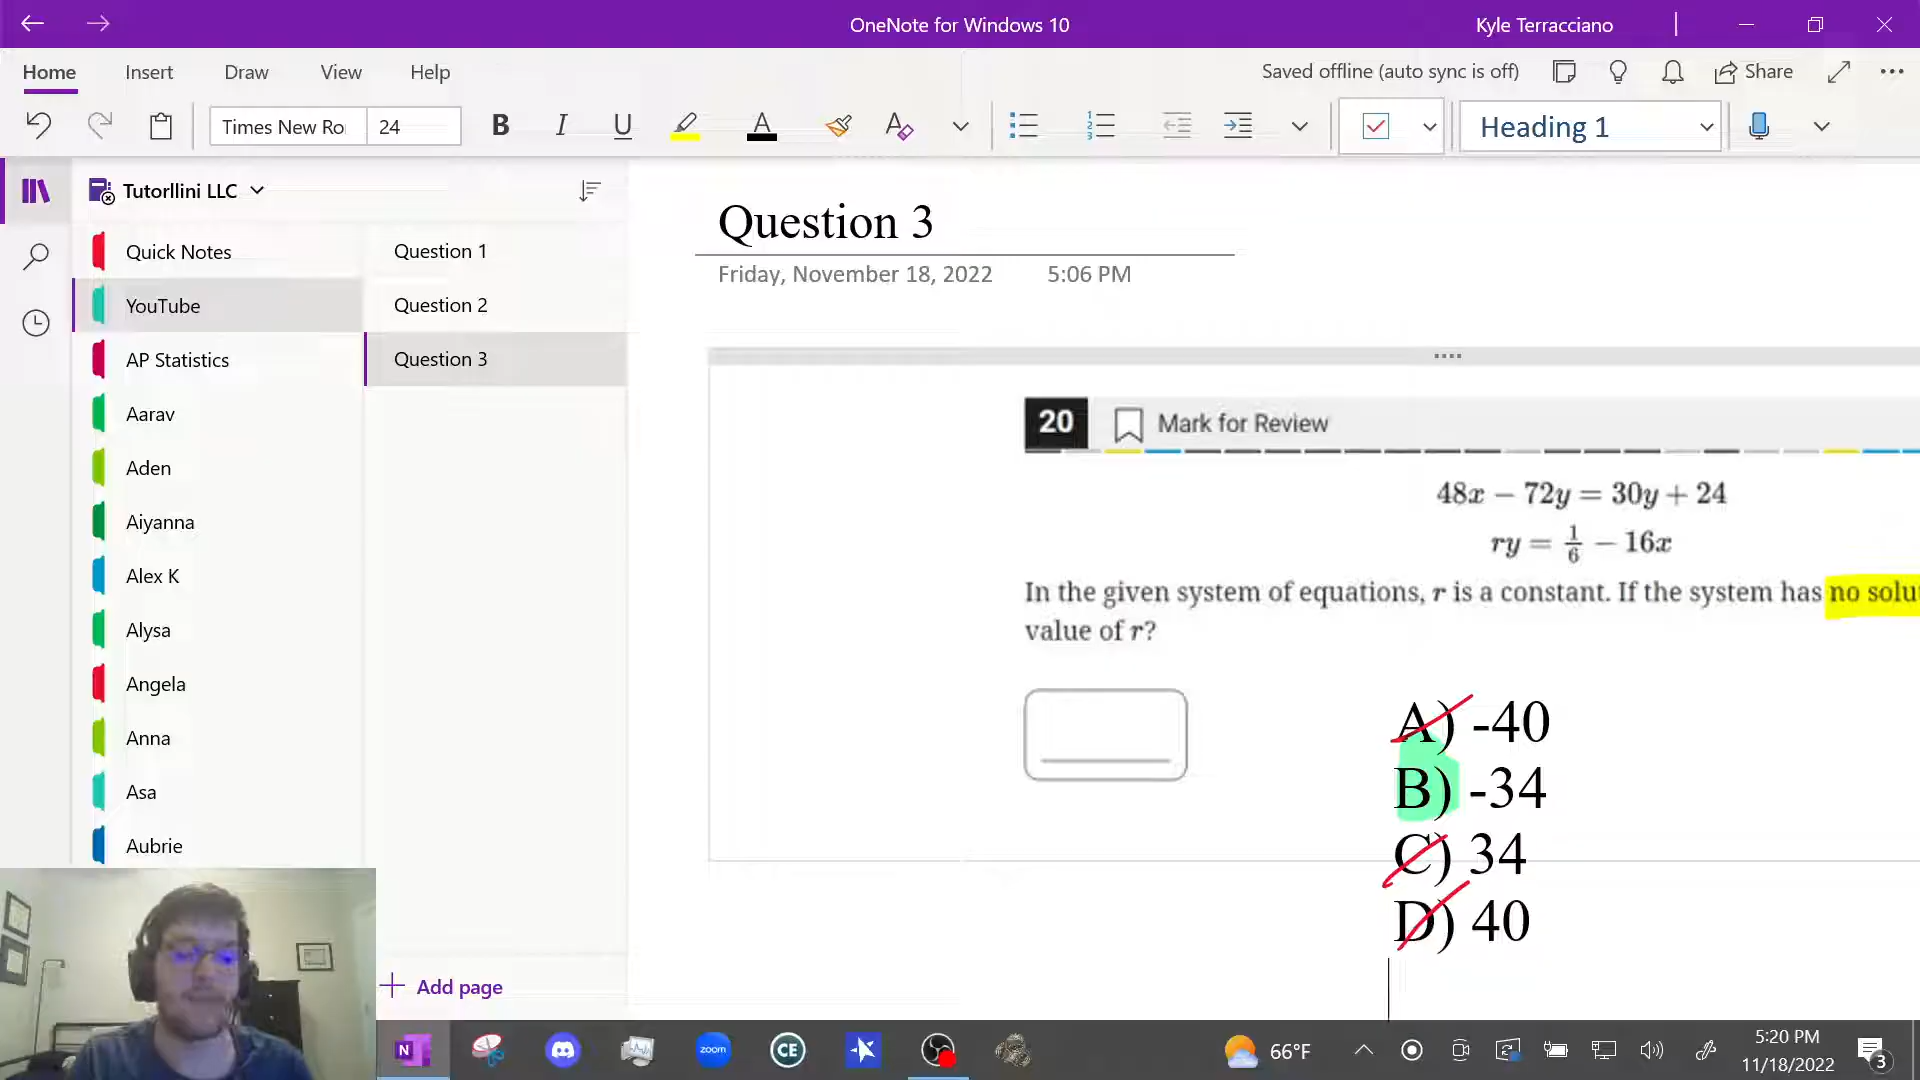 OneNote for Windows 10
Kyle Terracciano
Home Insert Draw View Help
Saved offline (auto sync is off)
Share
Times New Ro
24
B I U
A
Heading 1
Tutorllini LLC
Quick Notes
YouTube
AP Statistics
Aarav
Aden
Aiyanna
Alex K
Alysa
Angela
Anna
Asa
Aubrie
Question 1
Question 2
Question 3
Add page
Question 3
Friday, November 18, 2022 5:06 PM
20 Mark for Review
48x − 72y = 30y + 24
ry = 1/6 − 16x
In the given system of equations, r is a constant. If the system has no solu
value of r?
A) -40
B) -34
C) 34
D) 40
N
zoom
CE
66°F
5:20 PM
11/18/2022
3